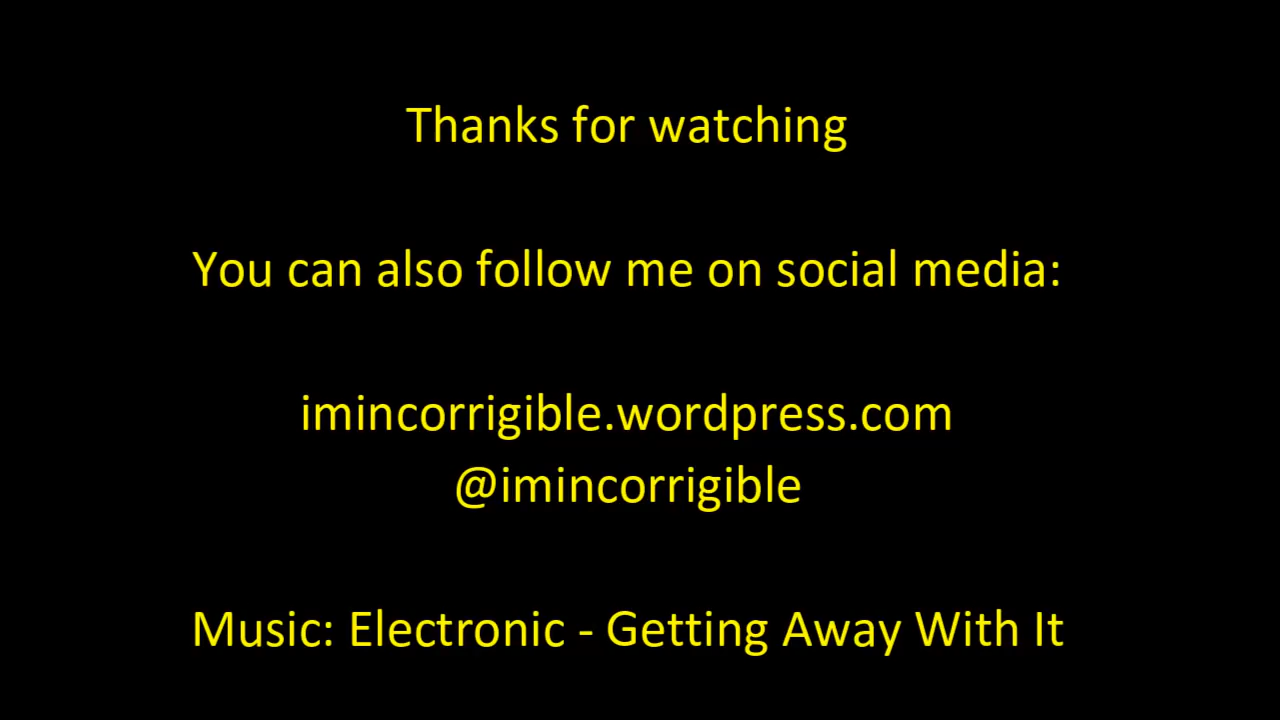 Thanks for watching
You can also follow me on social media:
imincorrigible.wordpress.com
@imincorrigible
Music: Electronic - Getting Away With It